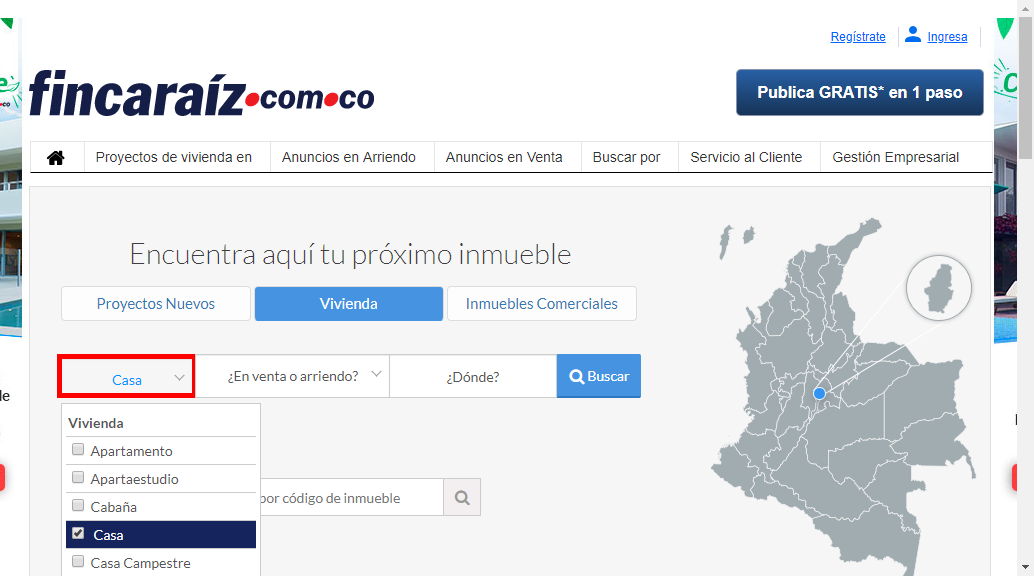 Regístrate Ingresa
fincaraíz.com.co
Publica GRATIS* en 1 paso
Proyectos de vivienda en Anuncios en Arriendo Anuncios en Venta Buscar por Servicio al Cliente Gestión Empresarial
Encuentra aquí tu próximo inmueble
Proyectos Nuevos Vivienda Inmuebles Comerciales
Casa ¿En venta o arriendo? ¿Dónde? Buscar
Vivienda
Apartamento
Apartaestudio
Cabaña
por código de inmueble
Casa
Casa Campestre